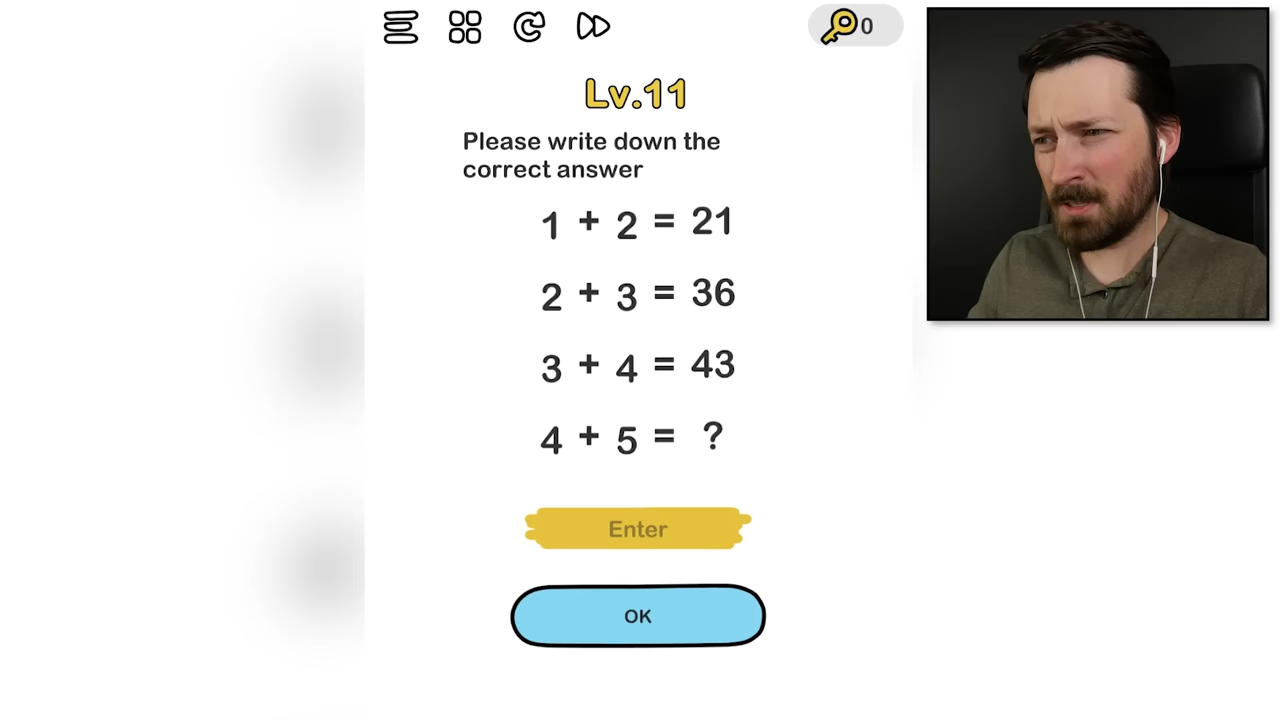 0
Lv.11
Please write down the
correct answer
1 + 2 = 21
2 + 3 = 36
3 + 4 = 43
4 + 5 = ?
Enter
OK